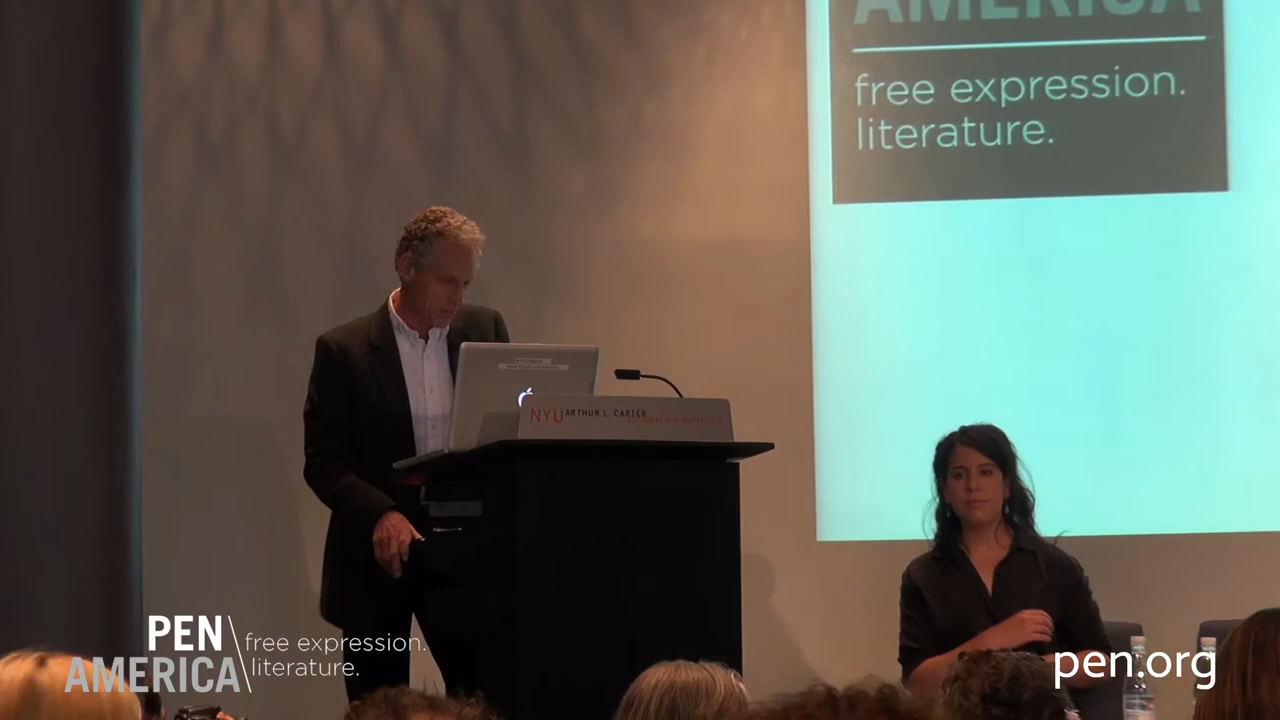 AMERICA
free expression.
literature.
NYU ARTHUR L. CARTER
JOURNALISM INSTITUTE
PEN
AMERICA
free expression.
literature.
pen.org